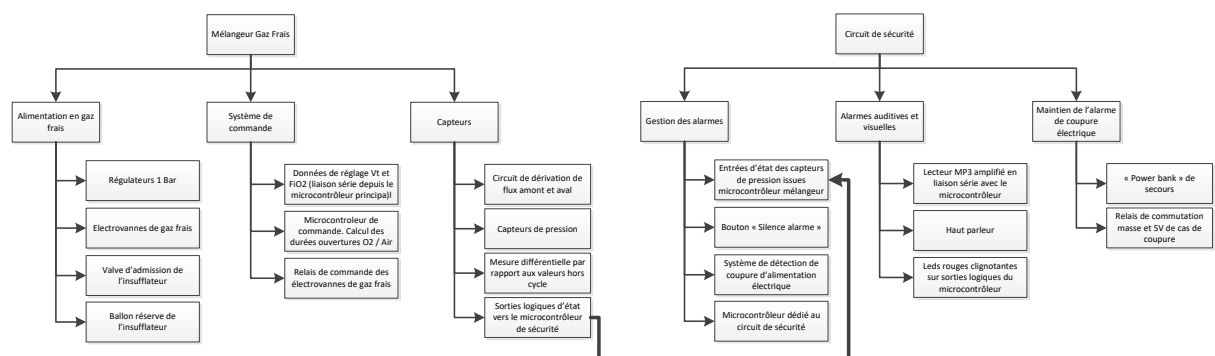 Mélangeur Gaz Frais
Alimentation en gaz
frais
Régulateurs 1 Bar
Electrovannes de gaz frais
Valve d'admission de
l'insufflateur
Ballon réserve de
l'insufflateur
Système de
commande
Données de réglage Vt et
FiO2 (liaison série depuis le
microcontrôleur principa)l
Microcontroleur de
commande. Calcul des
durées ouvertures O2 / Air
Relais de commande des
électrovannes de gaz frais
Capteurs
Circuit de dérivation de
flux amont et aval
Capteurs de pression
Mesure différentielle par
rapport aux valeurs hors
cycle
Sorties logiques d'état
vers le microcontrôleur
de sécurité
Circuit de sécurité
Gestion des alarmes
Entrées d'état des capteurs
de pression issues
microcontrôleur mélangeur
Bouton « Silence alarme »
Système de détection de
coupure d'alimentation
électrique
Microcontrôleur dédié au
circuit de sécurité
Alarmes auditives et
visuelles
Lecteur MP3 amplifié en
liaison série avec le
microcontrôleur
Haut parleur
Leds rouges clignotantes
sur sorties logiques du
microcontrôleur
Maintien de l'alarme
de coupure
électrique
« Power bank » de
secours
Relais de commutation
masse et 5V de cas de
coupure